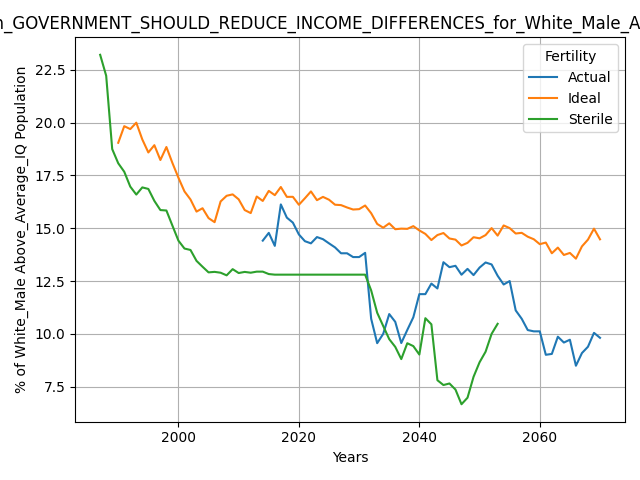 GOVERNMENT_SHOULD_REDUCE_INCOME_DIFFERENCES_for_White_Male_A
Fertility
Actual
Ideal
Sterile
% of White_Male Above_Average_IQ Population
22.5
20.0
17.5
15.0
12.5
10.0
7.5
2000
2020
2040
2060
Years